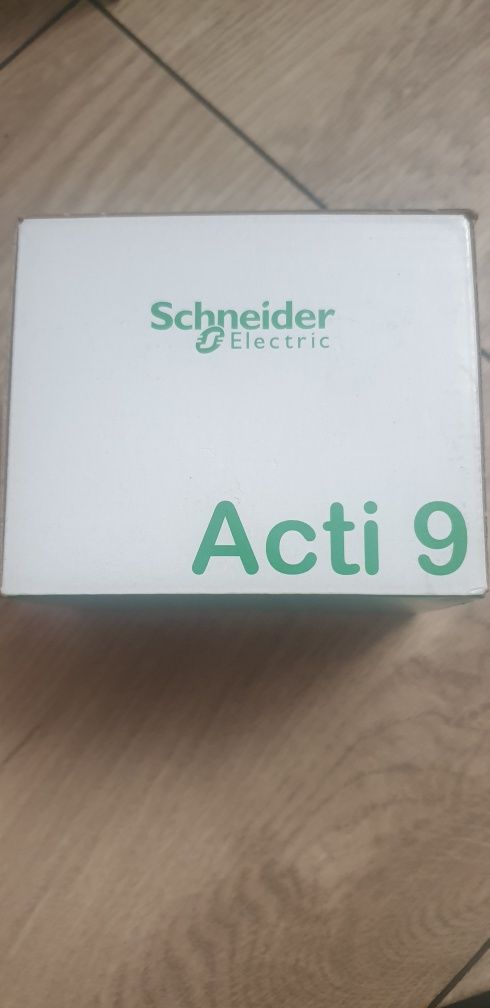 Schneider
Electric
Acti 9